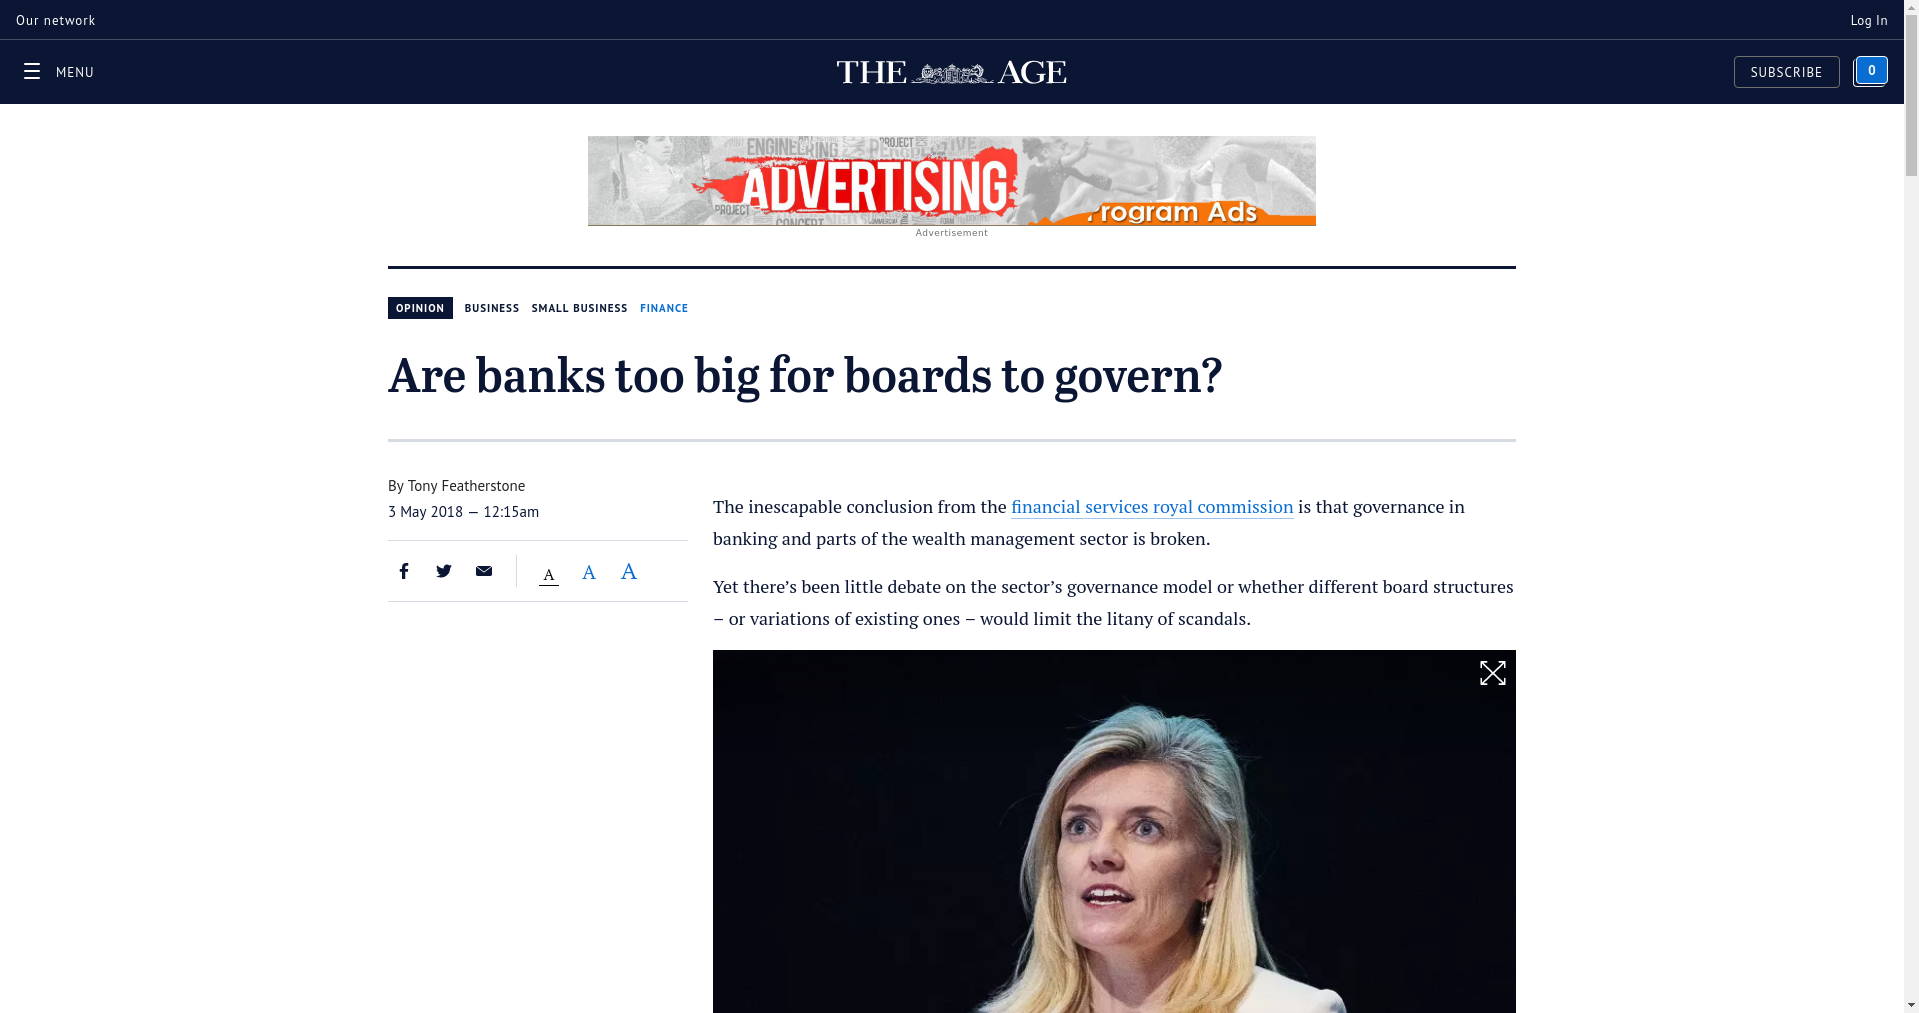 Our network
Log In
MENU
THE AGE
SUBSCRIBE
0
ENGINEERING
PROJECT
PERSPECTIVE
ADVERTISING
PROJECT
CONCEPT
COMMERCIAL
FORM
Program Ads
Advertisement
OPINION BUSINESS SMALL BUSINESS FINANCE
Are banks too big for boards to govern?
By Tony Featherstone
3 May 2018 — 12:15am
A A A
The inescapable conclusion from the financial services royal commission is that governance in
banking and parts of the wealth management sector is broken.
Yet there’s been little debate on the sector’s governance model or whether different board structures
– or variations of existing ones – would limit the litany of scandals.